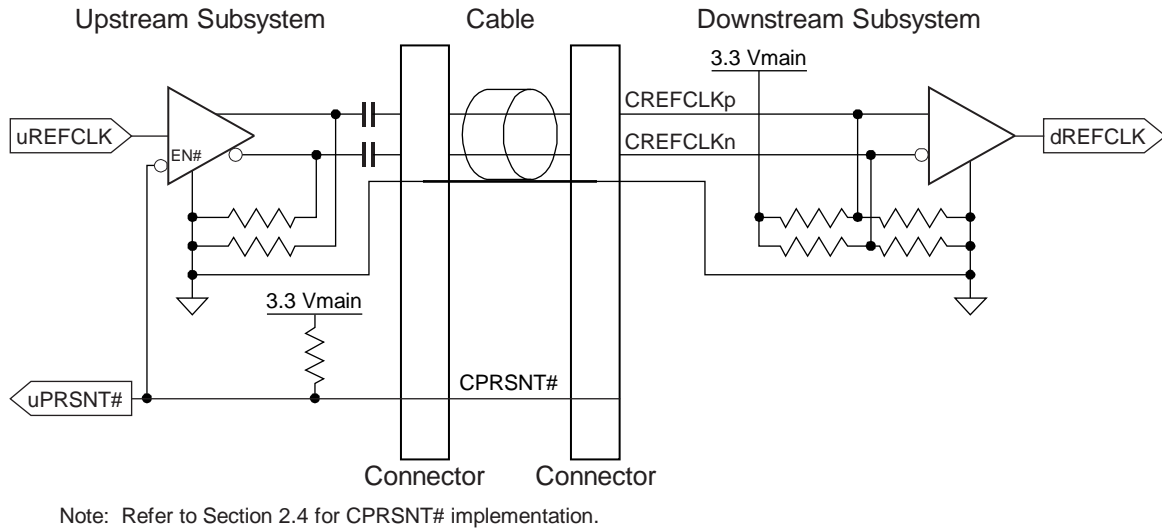 Upstream Subsystem
Cable
Downstream Subsystem
3.3 Vmain
CREFCLKp
uREFCLK
CREFCLKn
dREFCLK
EN#
3.3 Vmain
CPRSNT#
uPRSNT#
Connector
Connector
Note: Refer to Section 2.4 for CPRSNT# implementation.